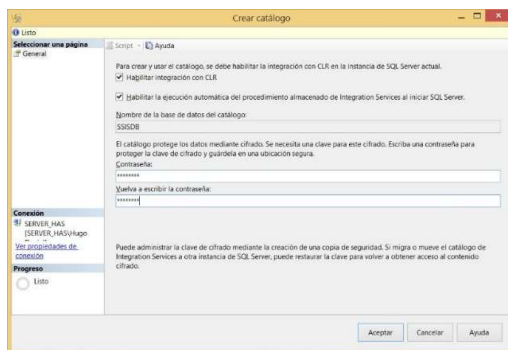 Crear catálogo
Listo
Seleccionar una página
General
Script
Ayuda
Para crear y usar el catálogo, se debe habilitar la integración con CLR en la instancia de SQL Server actual.
Habilitar integración con CLR
Habilitar la ejecución automática del procedimiento almacenado de Integration Services al iniciar SQL Server.
Nombre de la base de datos del catálogo:
SSISDB
El catálogo protege los datos mediante cifrado. Se necesita una clave para este cifrado. Escriba una contraseña para
proteger la clave de cifrado y guárdela en una ubicación segura.
Contraseña:
********
Vuelva a escribir la contraseña:
********
Conexión
SERVER_HAS
[SERVER_HAS\Hugo
Ver propiedades de
conexión
Progreso
Listo
Puede administrar la clave de cifrado mediante la creación de una copia de seguridad. Si migra o mueve el catálogo de
Integration Services a otra instancia de SQL Server, puede restaurar la clave para volver a obtener acceso al contenido
cifrado.
Aceptar
Cancelar
Ayuda